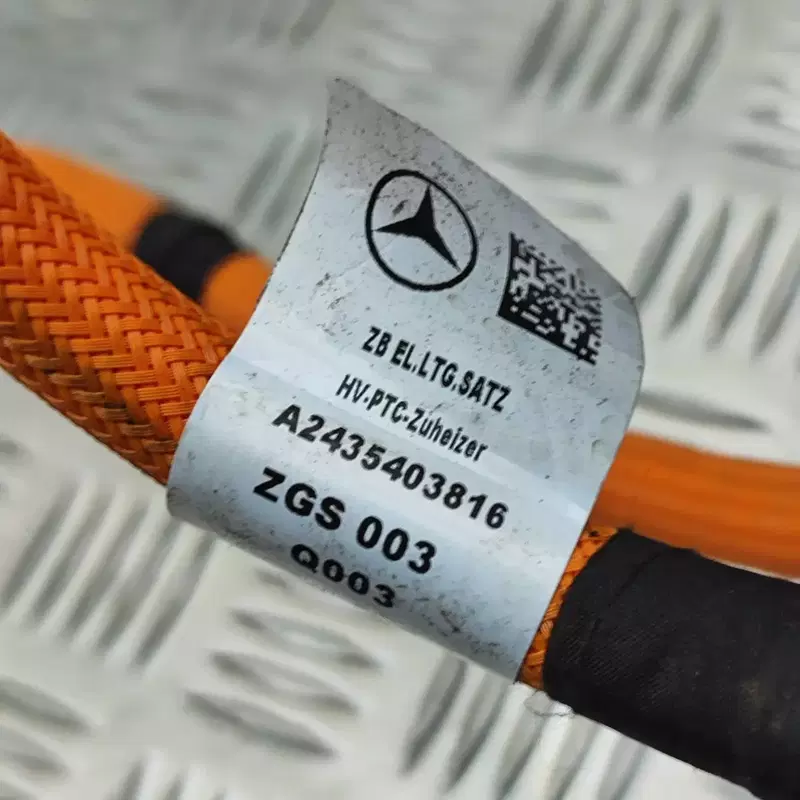 ZB EL.LTG.SATZ
HV-PTC-Zuheizer
A2435403816
ZGS 003
Q003